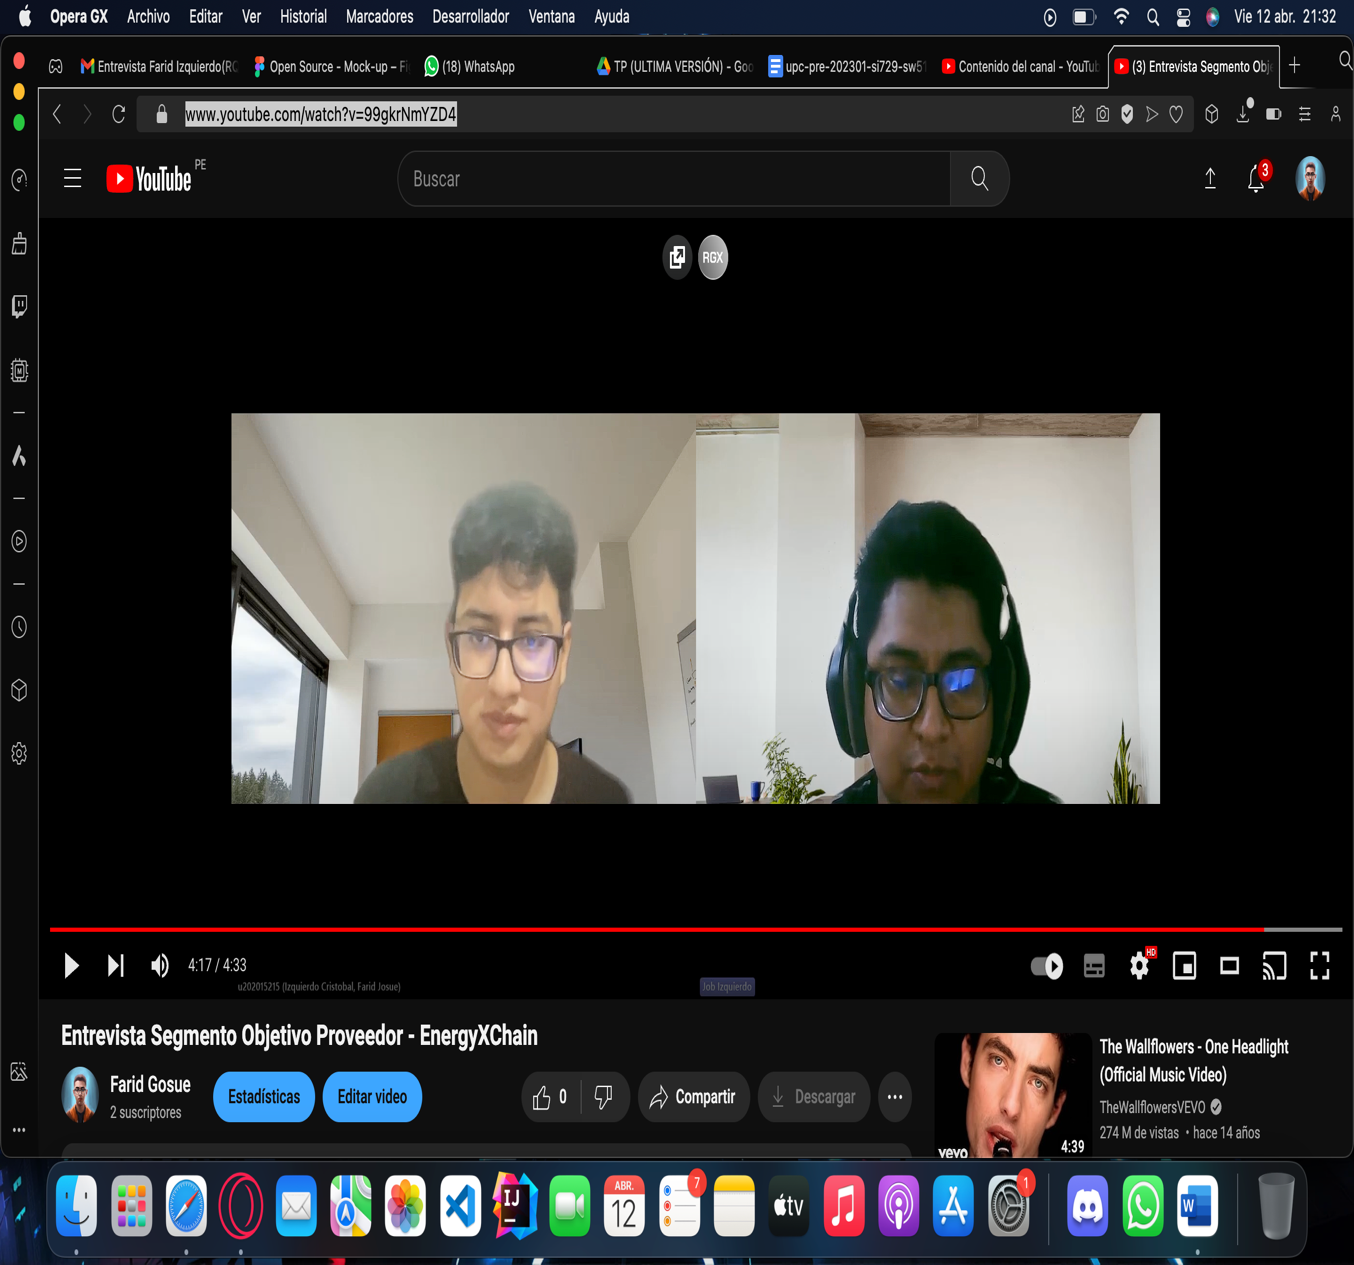 Opera GX Archivo Editar Ver Historial Marcadores Desarrollador Ventana Ayuda Vie 12 abr. 21:32
Entrevista Farid Izquierdo(RC Open Source - Mock-up – Fi (18) WhatsApp TP (ULTIMA VERSIÓN) - Goo upc-pre-202301-si729-sw51 Contenido del canal - YouTub (3) Entrevista Segmento Obje
www.youtube.com/watch?v=99gkrNmYZD4
YouTube PE Buscar 3
RGX
4:17 / 4:33 HD
u202015215 (Izquierdo Cristobal, Farid Josue) Job Izquierdo
Entrevista Segmento Objetivo Proveedor - EnergyXChain
Farid Gosue
2 suscriptores
Estadísticas Editar video 0 Compartir Descargar
The Wallflowers - One Headlight
(Official Music Video)
TheWallflowersVEVO
274 M de vistas • hace 14 años
vevo 4:39
IJ ABR. 12 7 tv 1 W